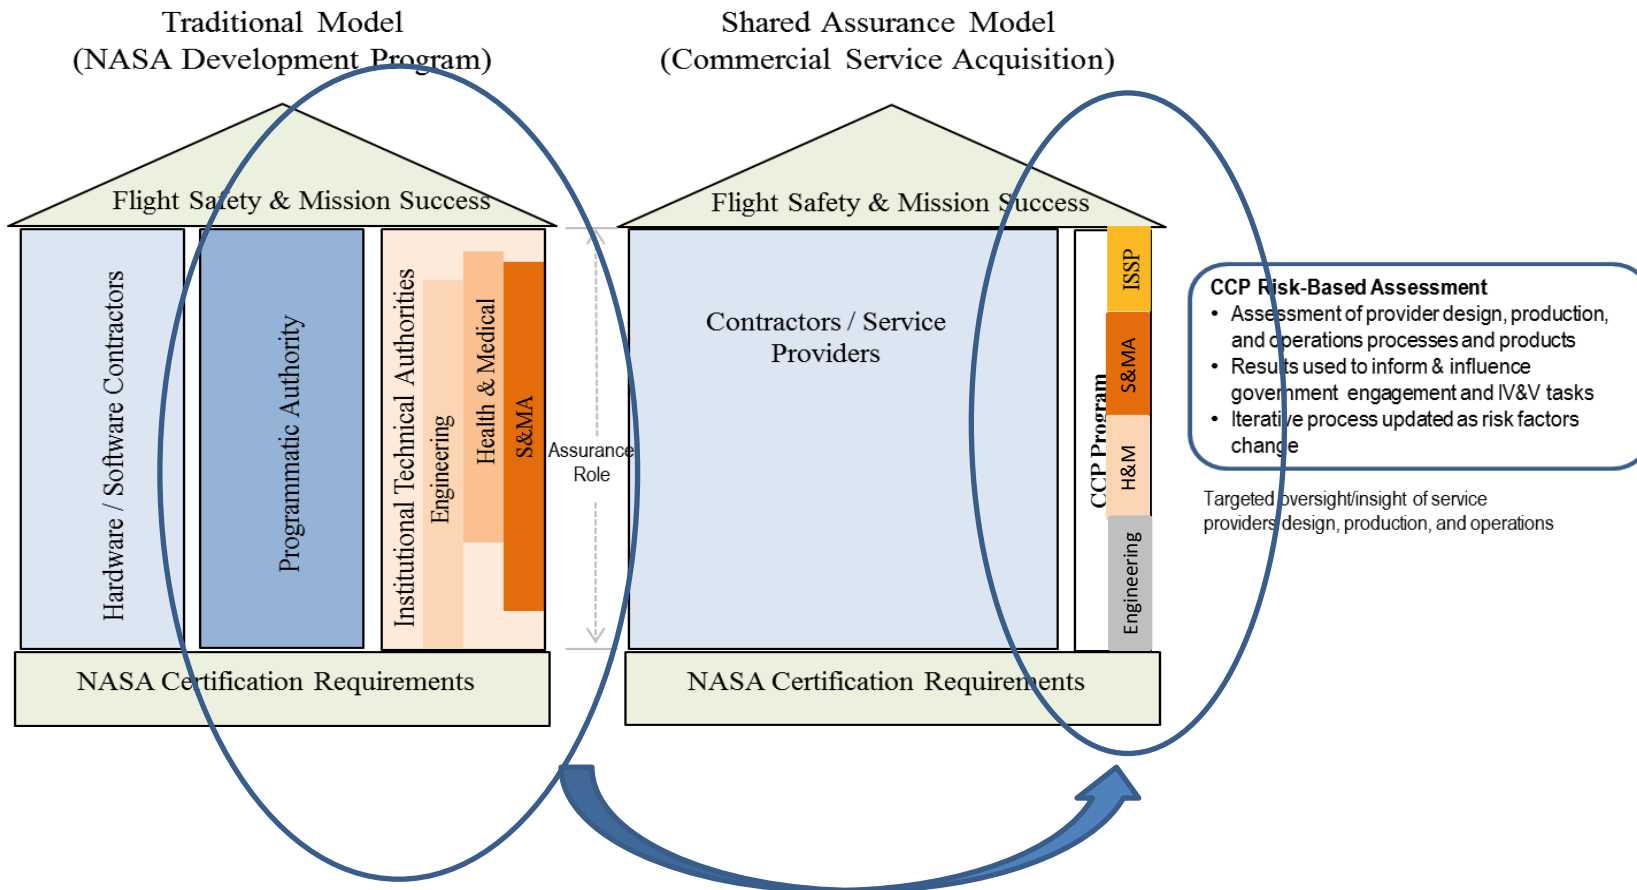 Traditional Model
(NASA Development Program)
Flight Safety & Mission Success
Hardware / Software Contractors
Programmatic Authority
Institutional Technical Authorities
Engineering
Health & Medical
S&MA
NASA Certification Requirements
Assurance
Role
Shared Assurance Model
(Commercial Service Acquisition)
Flight Safety & Mission Success
Contractors / Service
Providers
CCP Program
ISSP
S&MA
H&M
Engineering
NASA Certification Requirements
CCP Risk-Based Assessment
• Assessment of provider design, production,
and operations processes and products
• Results used to inform & influence
government engagement and IV&V tasks
• Iterative process updated as risk factors
change
Targeted oversight/insight of service
providers design, production, and operations